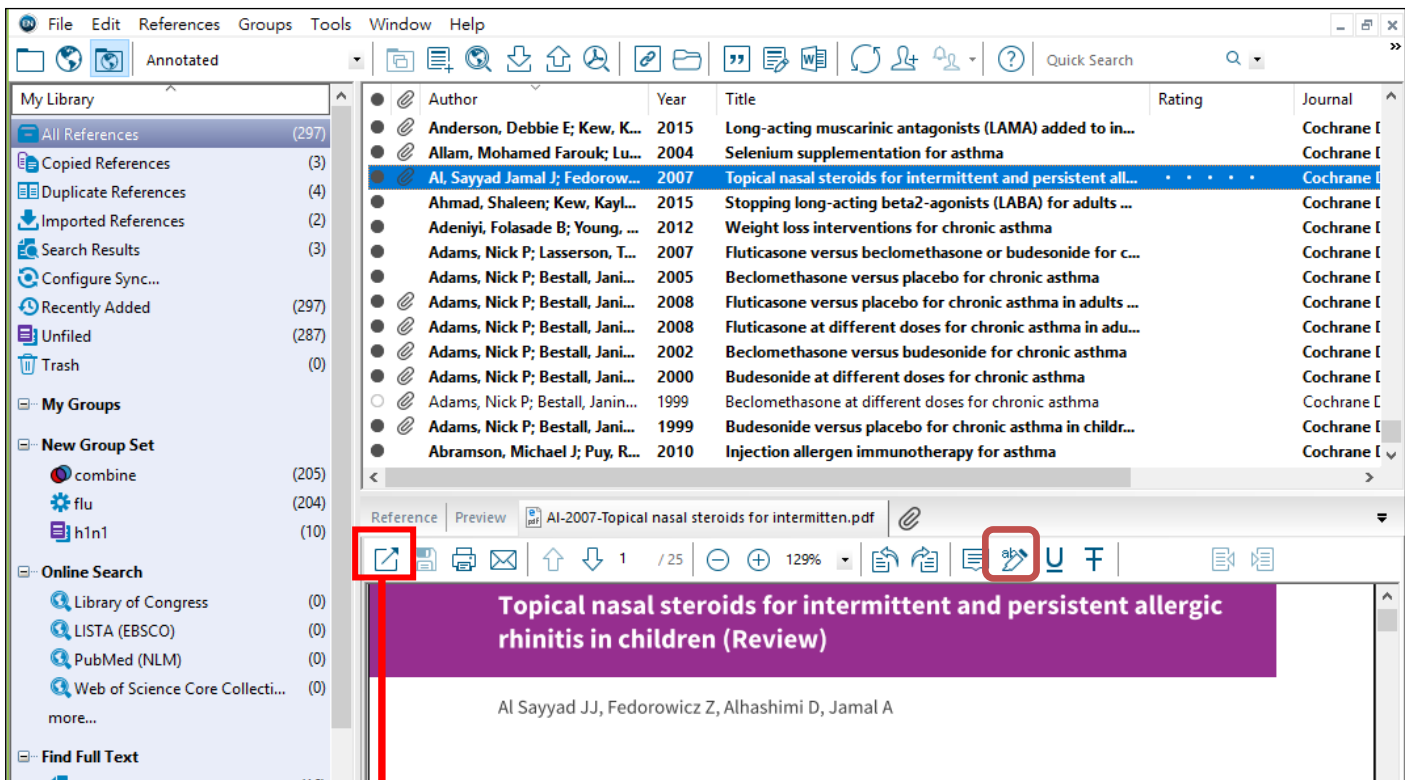 File Edit References Groups Tools Window Help
Annotated
Quick Search
My Library
All References (297)
Copied References (3)
Duplicate References (4)
Imported References (2)
Search Results (3)
Configure Sync...
Recently Added (297)
Unfiled (287)
Trash (0)
My Groups
New Group Set
combine (205)
flu (204)
h1n1 (10)
Online Search
Library of Congress (0)
LISTA (EBSCO) (0)
PubMed (NLM) (0)
Web of Science Core Collecti... (0)
more...
Find Full Text
Author Year Title Rating Journal
Anderson, Debbie E; Kew, K... 2015 Long-acting muscarinic antagonists (LAMA) added to in... Cochrane D
Allam, Mohamed Farouk; Lu... 2004 Selenium supplementation for asthma Cochrane D
Al, Sayyad Jamal J; Fedorow... 2007 Topical nasal steroids for intermittent and persistent all... Cochrane D
Ahmad, Shaleen; Kew, Kayl... 2015 Stopping long-acting beta2-agonists (LABA) for adults ... Cochrane D
Adeniyi, Folasade B; Young, ... 2012 Weight loss interventions for chronic asthma Cochrane D
Adams, Nick P; Lasserson, T... 2007 Fluticasone versus beclomethasone or budesonide for c... Cochrane D
Adams, Nick P; Bestall, Jani... 2005 Beclomethasone versus placebo for chronic asthma Cochrane D
Adams, Nick P; Bestall, Jani... 2008 Fluticasone versus placebo for chronic asthma in adults ... Cochrane D
Adams, Nick P; Bestall, Jani... 2008 Fluticasone at different doses for chronic asthma in adu... Cochrane D
Adams, Nick P; Bestall, Jani... 2002 Beclomethasone versus budesonide for chronic asthma Cochrane D
Adams, Nick P; Bestall, Jani... 2000 Budesonide at different doses for chronic asthma Cochrane D
Adams, Nick P; Bestall, Janin... 1999 Beclomethasone at different doses for chronic asthma Cochrane D
Adams, Nick P; Bestall, Jani... 1999 Budesonide versus placebo for chronic asthma in childr... Cochrane D
Abramson, Michael J; Puy, R... 2010 Injection allergen immunotherapy for asthma Cochrane D
Reference Preview Al-2007-Topical nasal steroids for intermitten.pdf
1 / 25 129%
Topical nasal steroids for intermittent and persistent allergic
rhinitis in children (Review)
Al Sayyad JJ, Fedorowicz Z, Alhashimi D, Jamal A